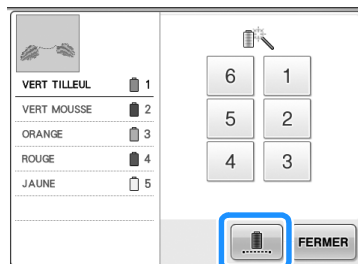 VERT TILLEUL 1
VERT MOUSSE 2
ORANGE 3
ROUGE 4
JAUNE 5
6 1
5 2
4 3
FERMER